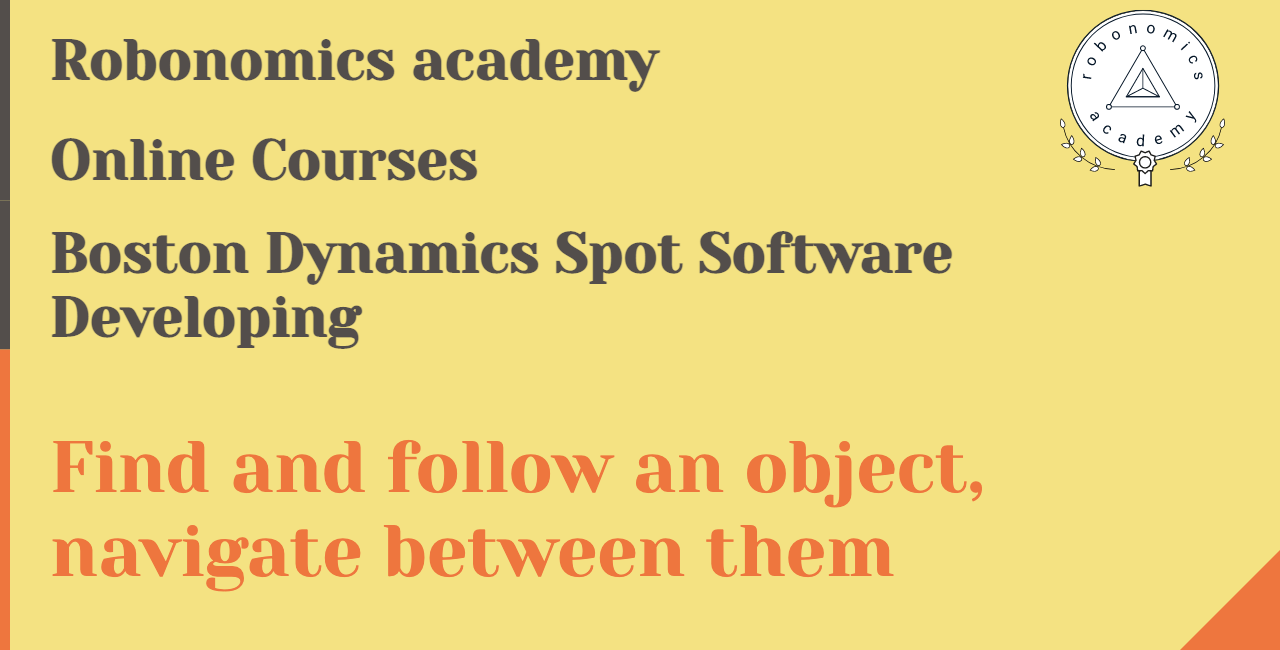 Robonomics academy
Online Courses
Boston Dynamics Spot Software
Developing
Find and follow an object,
navigate between them
robonomics
academy